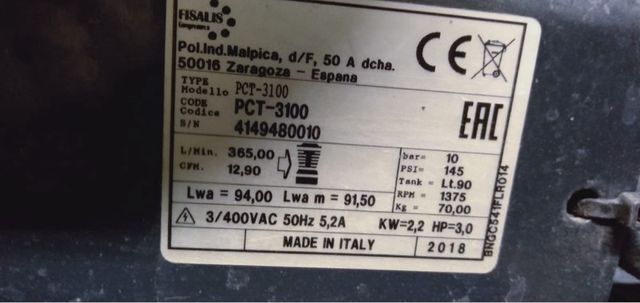 FISALIS
Compresores
CE
Pol.Ind.Malpica, d/F, 50 A dcha.
50016 Zaragoza - Espana
TYPE
Modello PCT-3100
CODE
Codice PCT-3100
S/N 4149480010
EAC
L/Min. 365,00
CFM. 12,90
bar= 10
PSI= 145
Tank = Lt.90
RPM = 1375
Kg = 70,00
Lwa = 94,00 Lwa m = 91,50
3/400VAC 50Hz 5,2A KW=2,2 HP=3,0
MADE IN ITALY 2018
BNGC541FLR014